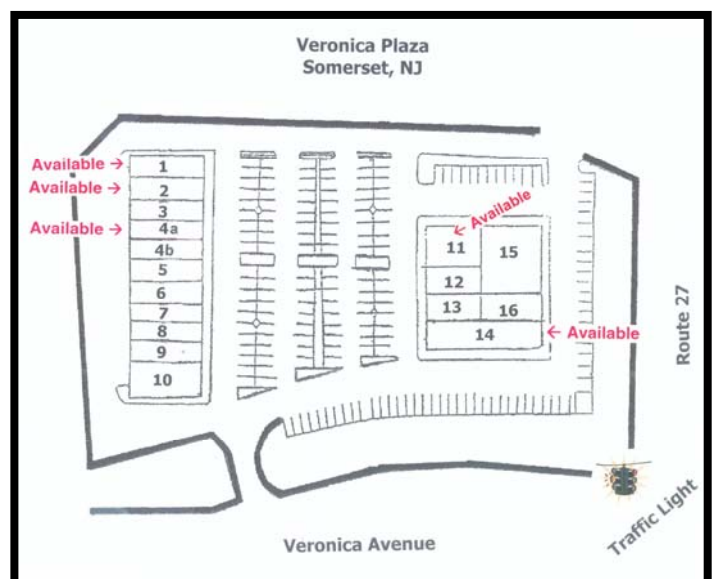 Veronica Plaza
Somerset, NJ
Available → 1
Available → 2
3
Available → 4a
4b
5
6
7
8
9
10
← Available
11
15
12
13
16
14 ← Available
Route 27
Traffic Light
Veronica Avenue